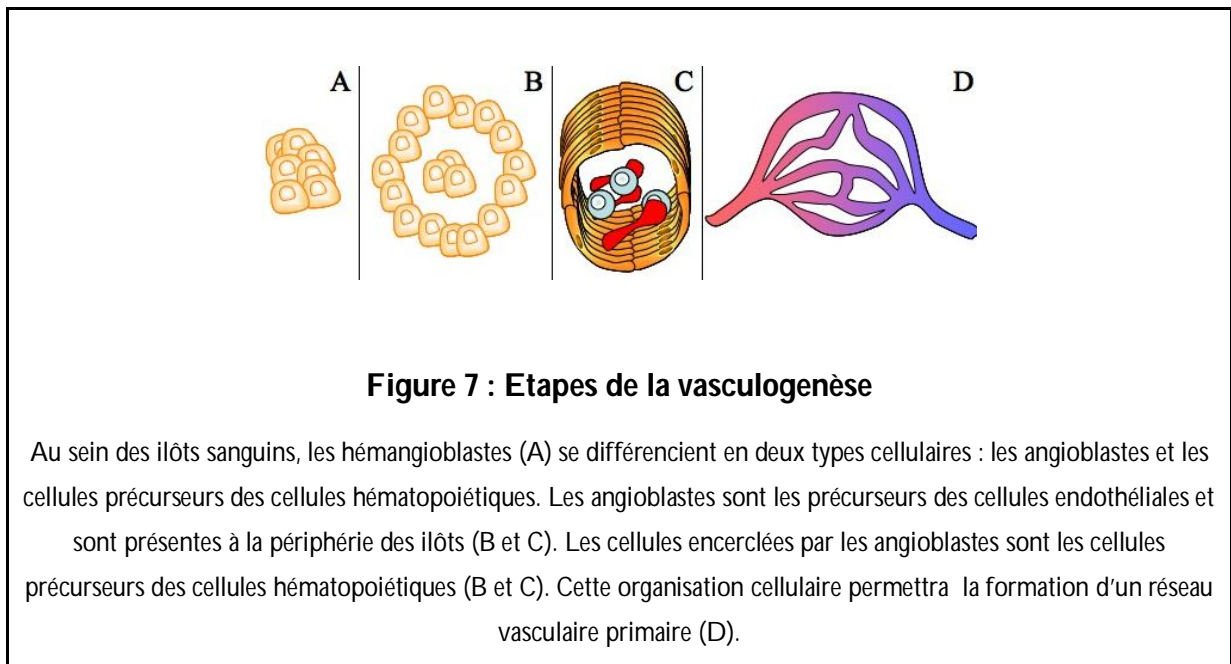 A B C D
Figure 7 : Etapes de la vasculogenèse
Au sein des ilôts sanguins, les hémangioblastes (A) se différencient en deux types cellulaires : les angioblastes et les
cellules précurseurs des cellules hématopoiétiques. Les angioblastes sont les précurseurs des cellules endothéliales et
sont présentes à la périphérie des ilôts (B et C). Les cellules encerclées par les angioblastes sont les cellules
précurseurs des cellules hématopoiétiques (B et C). Cette organisation cellulaire permettra la formation d’un réseau
vasculaire primaire (D).